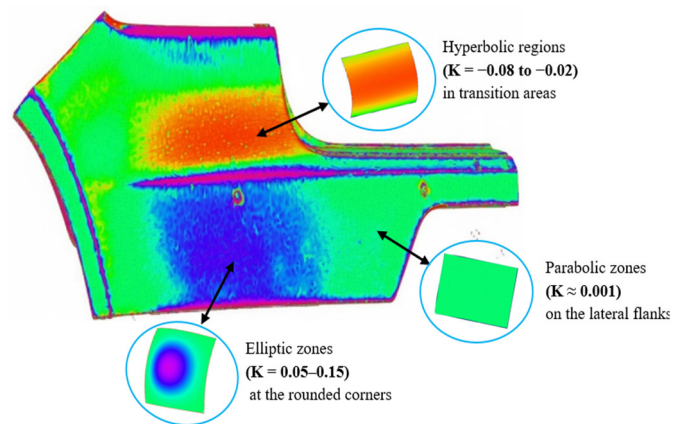 Hyperbolic regions
(K = −0.08 to −0.02)
in transition areas
Parabolic zones
(K ≈ 0.001)
on the lateral flanks
Elliptic zones
(K = 0.05–0.15)
at the rounded corners